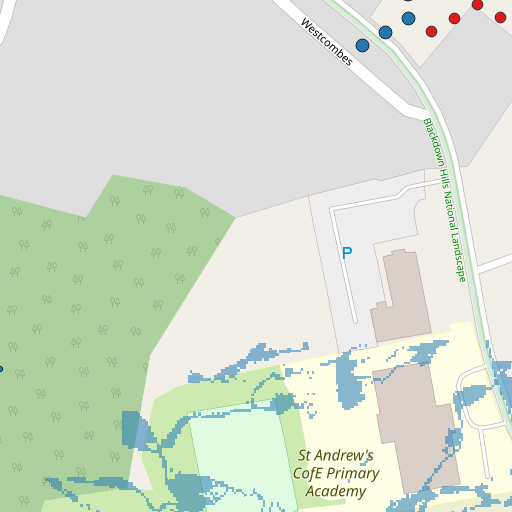 Westcombes
Blackdown Hills National Landscape
P
St Andrew's
CofE Primary
Academy